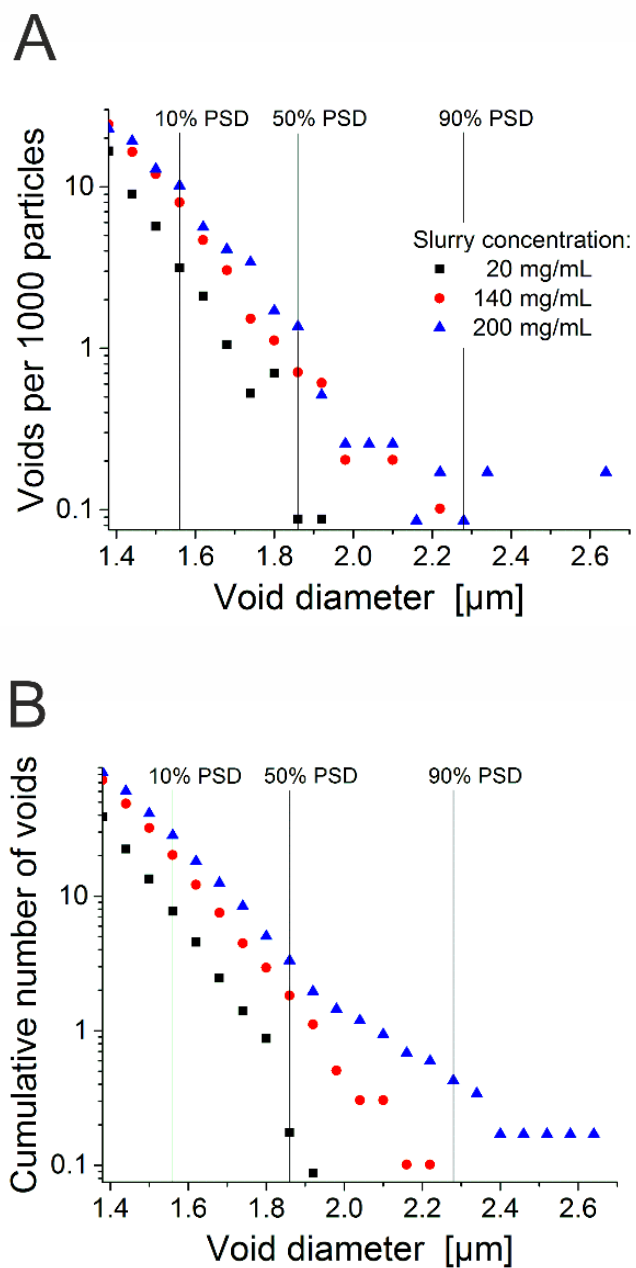 A
10% PSD
50% PSD
90% PSD
Voids per 1000 particles
10
1
0.1
Slurry concentration:
20 mg/mL
140 mg/mL
200 mg/mL
1.4 1.6 1.8 2.0 2.2 2.4 2.6
Void diameter [µm]
B
10% PSD
50% PSD
90% PSD
Cumulative number of voids
10
1
0.1
1.4 1.6 1.8 2.0 2.2 2.4 2.6
Void diameter [µm]